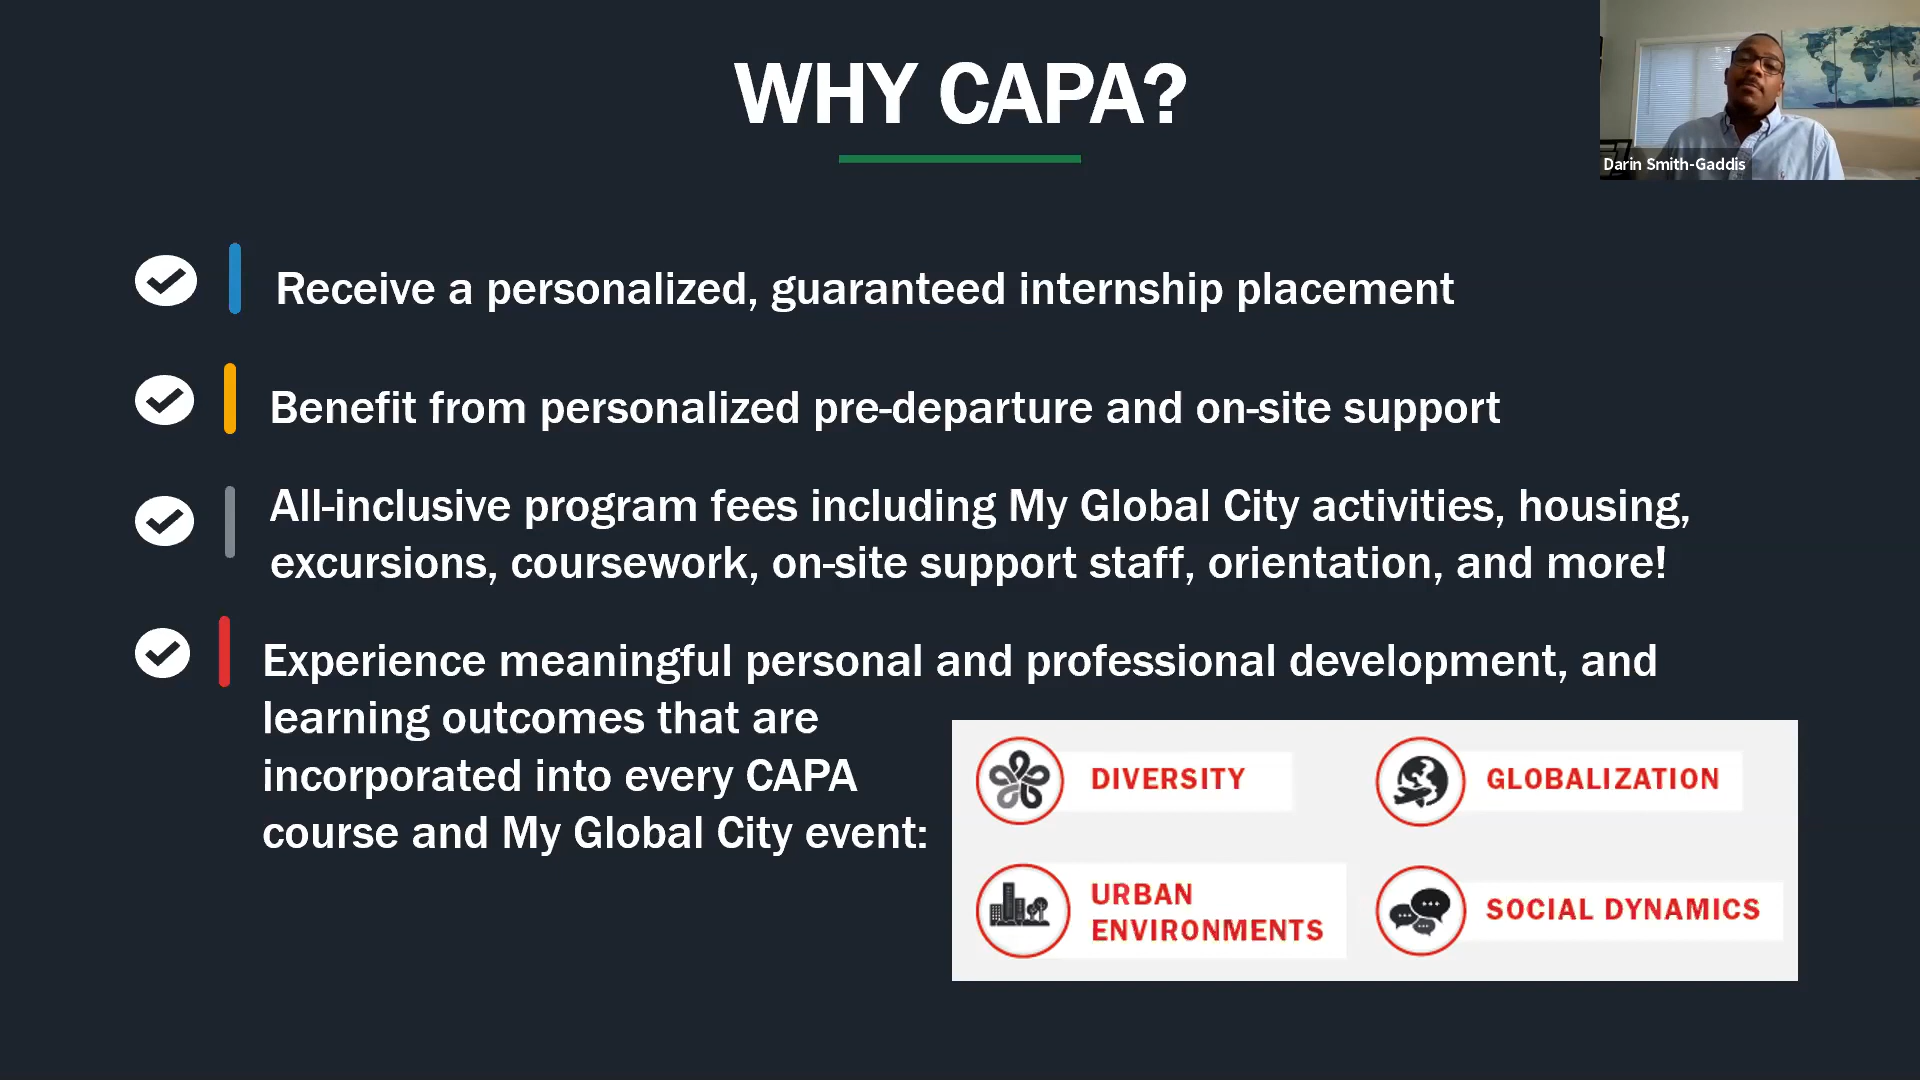 WHY CAPA?
Darin Smith-Gaddis
Receive a personalized, guaranteed internship placement
Benefit from personalized pre-departure and on-site support
All-inclusive program fees including My Global City activities, housing,
excursions, coursework, on-site support staff, orientation, and more!
Experience meaningful personal and professional development, and
learning outcomes that are
incorporated into every CAPA
course and My Global City event:
DIVERSITY
GLOBALIZATION
URBAN
ENVIRONMENTS
SOCIAL DYNAMICS